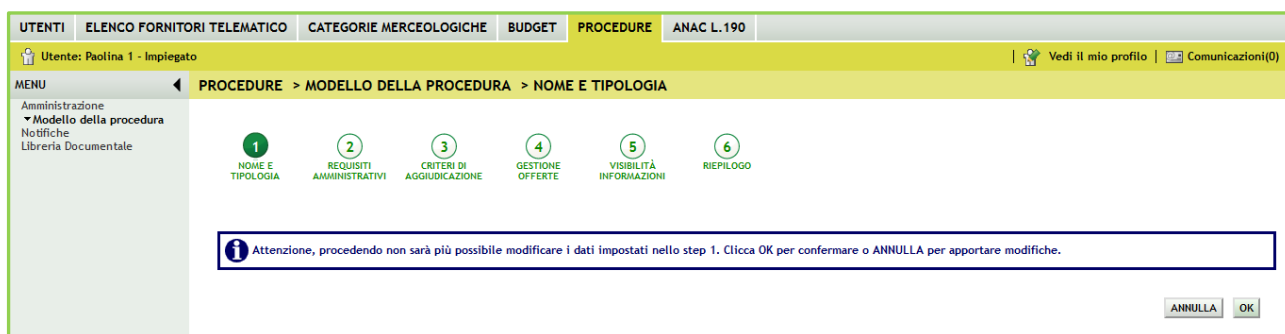 UTENTI ELENCO FORNITORI TELEMATICO CATEGORIE MERCEOLOGICHE BUDGET PROCEDURE ANAC L.190
Utente: Paolina 1 - Impiegato | Vedi il mio profilo | Comunicazioni(0)
MENU
PROCEDURE > MODELLO DELLA PROCEDURA > NOME E TIPOLOGIA
Amministrazione
Modello della procedura
Notifiche
Libreria Documentale
1
NOME E
TIPOLOGIA
2
REQUISITI
AMMINISTRATIVI
3
CRITERI DI
AGGIUDICAZIONE
4
GESTIONE
OFFERTE
5
VISIBILITÀ
INFORMAZIONI
6
RIEPILOGO
Attenzione, procedendo non sarà più possibile modificare i dati impostati nello step 1. Clicca OK per confermare o ANNULLA per apportare modifiche.
ANNULLA OK